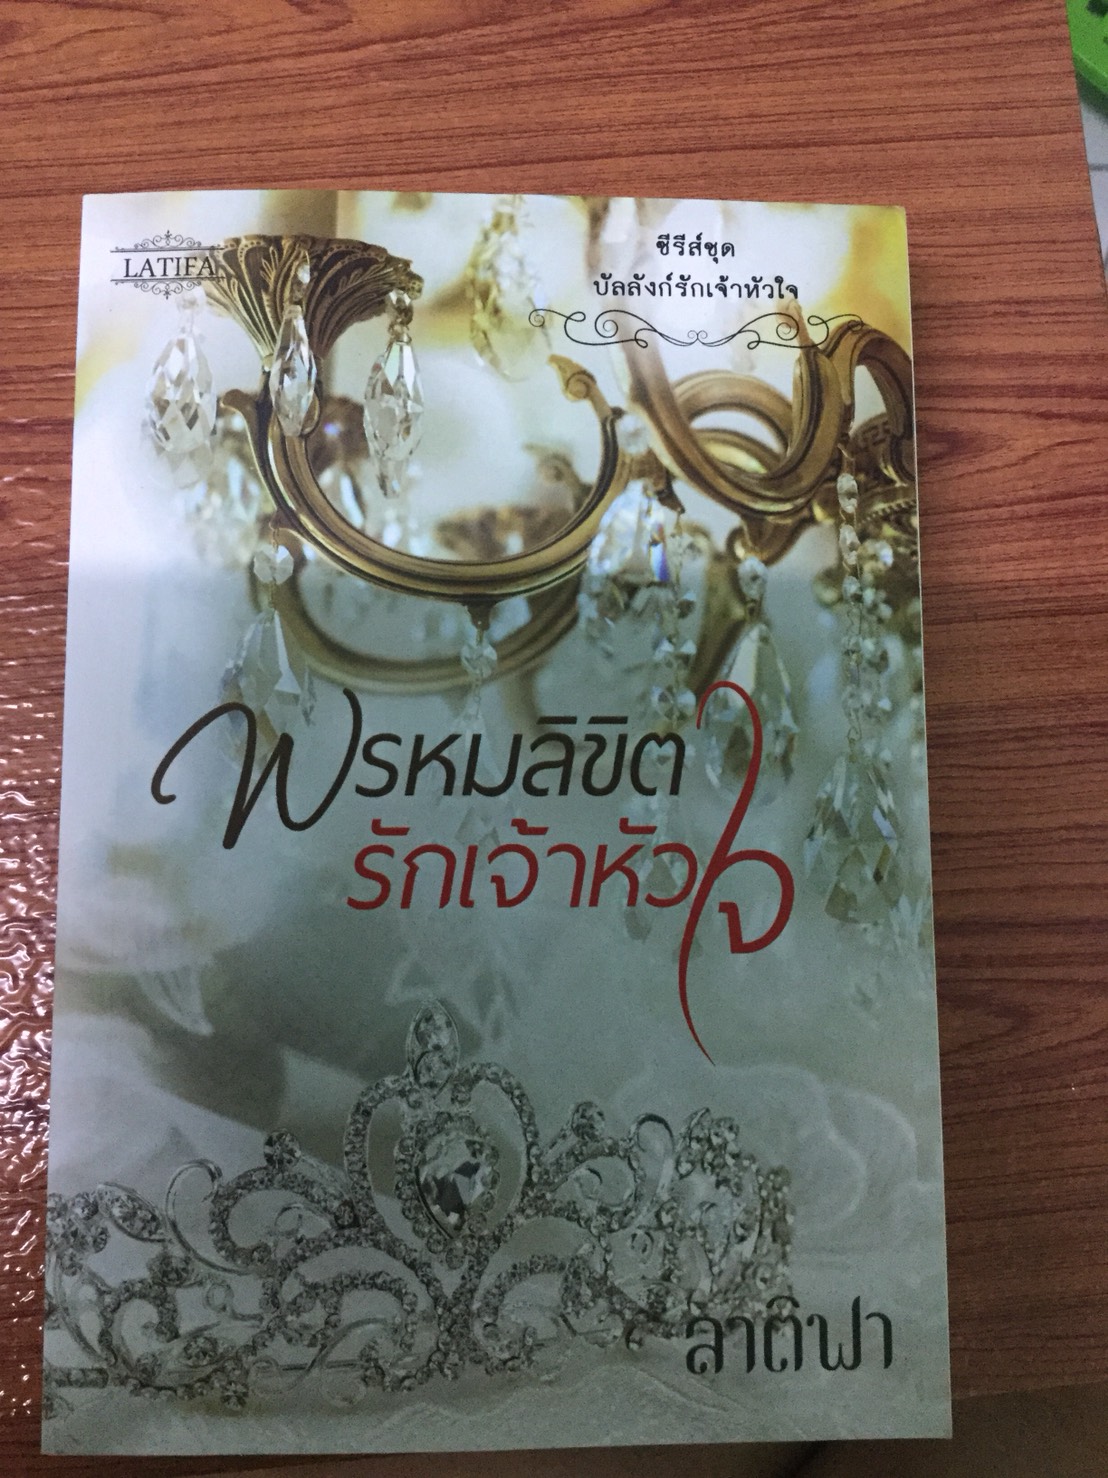 LATIFA
ซีรีส์ชุด
บัลลังก์รักเจ้าหัวใจ
พรหมลิขิต
รักเจ้าหัวใจ
ลาติฟา